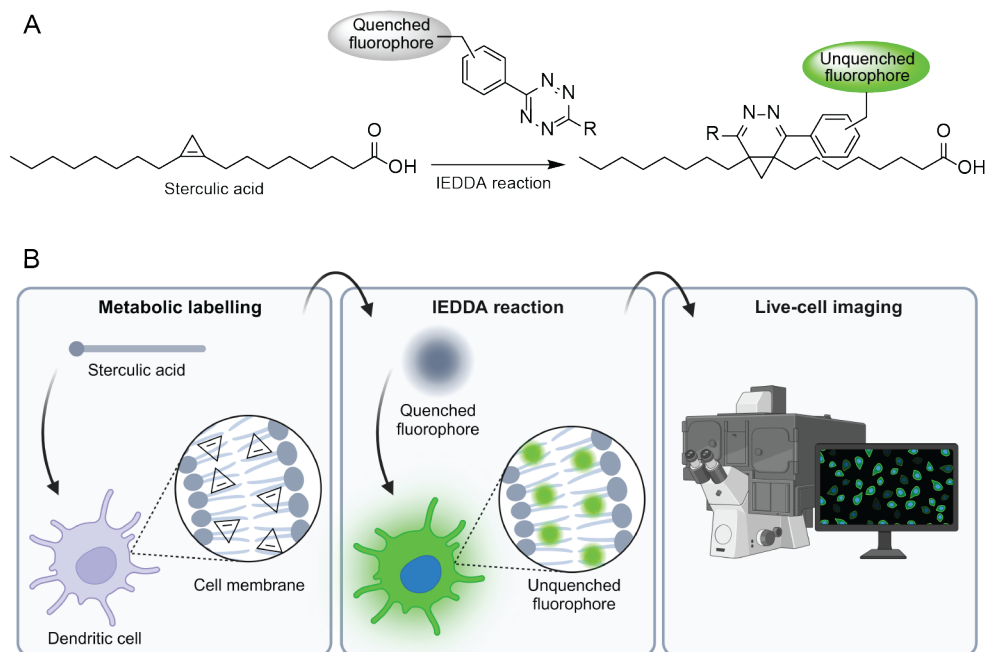 A
Quenched
fluorophore
Unquenched
fluorophore
N
N
N
N
R
N
N
R
O
OH
Sterculic acid
IEDDA reaction
O
OH
B
Metabolic labelling
IEDDA reaction
Live-cell imaging
Sterculic acid
Quenched
fluorophore
Cell membrane
Unquenched
fluorophore
Dendritic cell